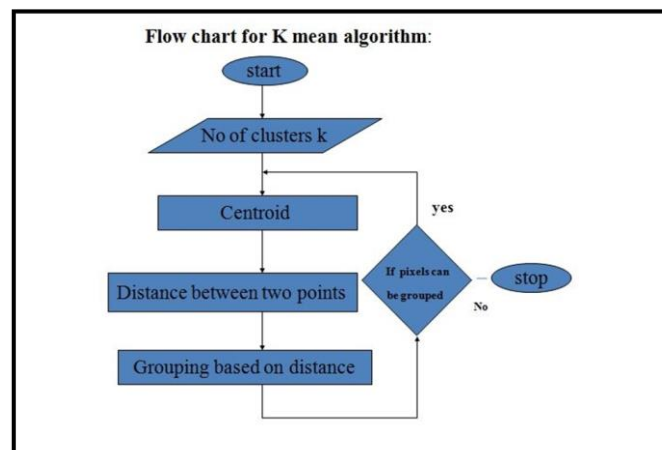 Flow chart for K mean algorithm:
start
No of clusters k
Centroid
Distance between two points
Grouping based on distance
yes
If pixels can
be grouped
No
stop